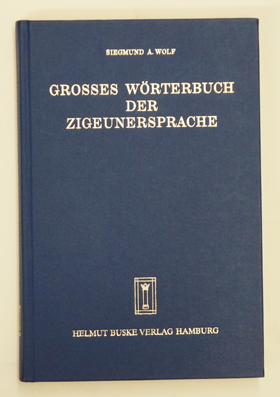 SIEGMUND A. WOLF
GROSSES WÖRTERBUCH
DER
ZIGEUNERSPRACHE
HELMUT BUSKE VERLAG HAMBURG